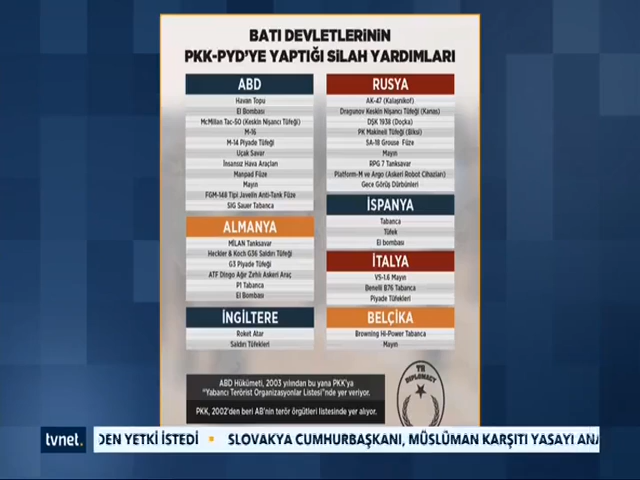 BATI DEVLETLERİNİN
PKK-PYD'YE YAPTIĞI SİLAH YARDIMLARI
ABD
Havan Topu
El Bombası
McMillan Tac-50 (Keskin Nişancı Tüfeği)
M-16
M-14 Piyade Tüfeği
Uçak Savar
İnsansız Hava Araçları
Manpad Füze
Mayın
FGM-148 Tipi Javelin Anti-Tank Füze
SIG Sauer Tabanca
ALMANYA
MİLAN Tanksavar
Heckler & Koch G36 Saldırı Tüfeği
G3 Piyade Tüfeği
ATF Dingo Ağır Zırhlı Askeri Araç
P1 Tabanca
El Bombası
İNGİLTERE
Roket Atar
Saldırı Tüfekleri
RUSYA
AK-47 (Kalaşnikof)
Dragunov Keskin Nişancı Tüfeği (Kanas)
DŞK 1938 (Doçka)
PK Makineli Tüfeği (Biksi)
SA-18 Grouse Füze
Mayın
RPG 7 Tanksavar
Platform-M ve Argo (Askeri Robot Cihazları)
Gece Görüş Dürbünleri
İSPANYA
Tabanca
Tüfek
El bombası
İTALYA
VS-1.6 Mayın
Benelli B76 Tabanca
Piyade Tüfekleri
BELÇİKA
Browning Hi-Power Tabanca
Mayın
ABD Hükümeti, 2003 yılından bu yana PKK'ya
"Yabancı Terörist Organizasyonlar Listesi"nde yer veriyor.
PKK, 2002'den beri AB'nin terör örgütleri listesinde yer alıyor.
TR
DIPLOMACY
tvnet
DEN YETKİ İSTEDİ ▪ SLOVAKYA CUMHURBAŞKANI, MÜSLÜMAN KARŞITI YASAYI ANA